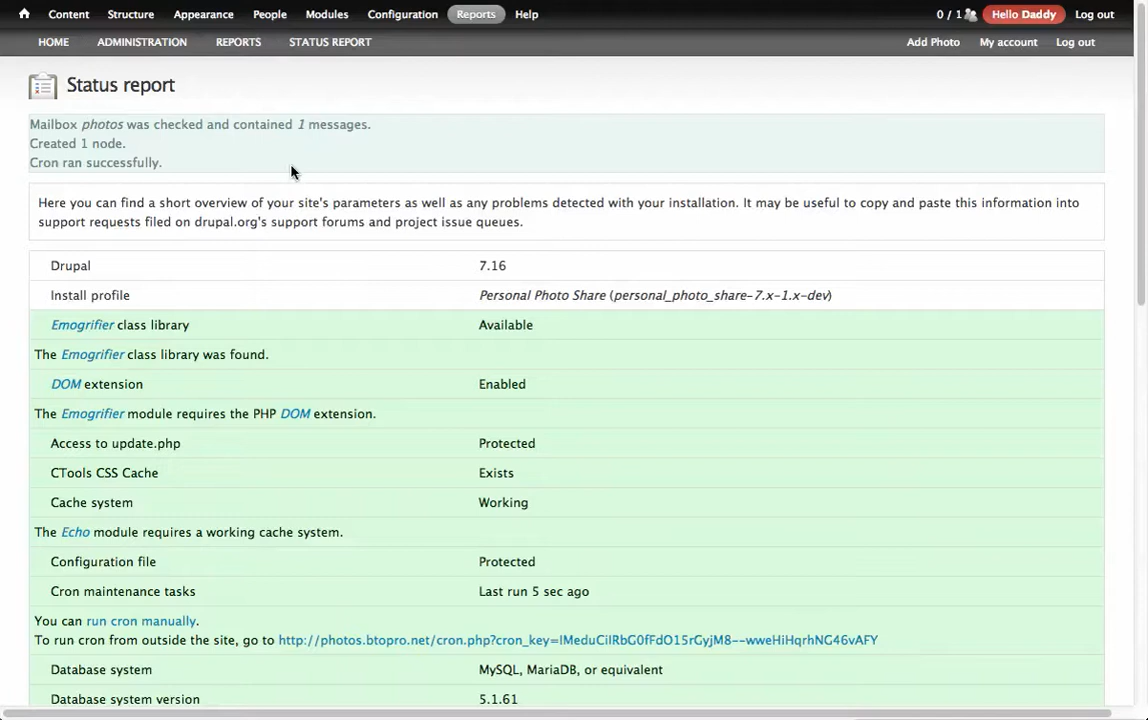 Content Structure Appearance People Modules Configuration Reports Help 0 / 1 Hello Daddy Log out
HOME ADMINISTRATION REPORTS STATUS REPORT Add Photo My account Log out
Status report
Mailbox photos was checked and contained 1 messages.
Created 1 node.
Cron ran successfully.
Here you can find a short overview of your site's parameters as well as any problems detected with your installation. It may be useful to copy and paste this information into
support requests filed on drupal.org's support forums and project issue queues.
Drupal 7.16
Install profile Personal Photo Share (personal_photo_share-7.x-1.x-dev)
Emogrifier class library Available
The Emogrifier class library was found.
DOM extension Enabled
The Emogrifier module requires the PHP DOM extension.
Access to update.php Protected
CTools CSS Cache Exists
Cache system Working
The Echo module requires a working cache system.
Configuration file Protected
Cron maintenance tasks Last run 5 sec ago
You can run cron manually.
To run cron from outside the site, go to http://photos.btopro.net/cron.php?cron_key=IMeduCiIRbG0fFdO15rGyjM8--wweHiHqrhNG46vAFY
Database system MySQL, MariaDB, or equivalent
Database system version 5.1.61